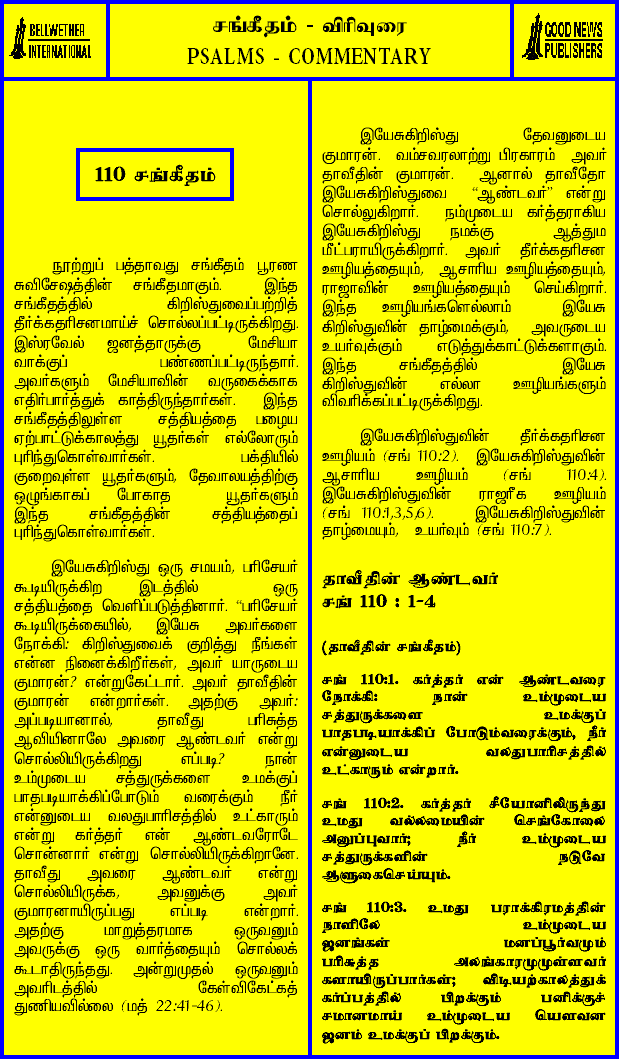 BELLWETHER
INTERNATIONAL
சங்கீதம் - விரிவுரை
PSALMS - COMMENTARY
GOOD NEWS
PUBLISHERS
110 சங்கீதம்
நூற்றுப் பத்தாவது சங்கீதம் பூரண
சுவிசேஷத்தின் சங்கீதமாகும். இந்த
சங்கீதத்தில் கிறிஸ்துவைப்பற்றித்
தீர்க்கதரிசனமாய்ச் சொல்லப்பட்டிருக்கிறது.
இஸ்ரவேல் ஜனத்தாருக்கு மேசியா
வாக்குப் பண்ணப்பட்டிருந்தார்.
அவர்களும் மேசியாவின் வருகைக்காக
எதிர்பார்த்துக் காத்திருந்தார்கள். இந்த
சங்கீதத்திலுள்ள சத்தியத்தை பழைய
ஏற்பாட்டுக்காலத்து யூதர்கள் எல்லோரும்
புரிந்துகொள்வார்கள். பக்தியில்
குறைவுள்ள யூதர்களும், தேவாலயத்திற்கு
ஒழுங்காகப் போகாத யூதர்களும்
இந்த சங்கீதத்தின் சத்தியத்தைப்
புரிந்துகொள்வார்கள்.
இயேசுகிறிஸ்து ஒரு சமயம், பரிசேயர்
கூடியிருக்கிற இடத்தில் ஒரு
சத்தியத்தை வெளிப்படுத்தினார். “பரிசேயர்
கூடியிருக்கையில், இயேசு அவர்களை
நோக்கி: கிறிஸ்துவைக் குறித்து நீங்கள்
என்ன நினைக்கிறீர்கள், அவர் யாருடைய
குமாரன்? என்றுகேட்டார். அவர் தாவீதின்
குமாரன் என்றார்கள். அதற்கு அவர்:
அப்படியானால், தாவீது பரிசுத்த
ஆவியினாலே அவரை ஆண்டவர் என்று
சொல்லியிருக்கிறது எப்படி? நான்
உம்முடைய சத்துருக்களை உமக்குப்
பாதபடியாக்கிப்போடும் வரைக்கும் நீர்
என்னுடைய வலதுபாரிசத்தில் உட்காரும்
என்று கர்த்தர் என் ஆண்டவரோடே
சொன்னார் என்று சொல்லியிருக்கிறானே.
தாவீது அவரை ஆண்டவர் என்று
சொல்லியிருக்க, அவனுக்கு அவர்
குமாரனாயிருப்பது எப்படி என்றார்.
அதற்கு மாறுத்தரமாக ஒருவனும்
அவருக்கு ஒரு வார்த்தையும் சொல்லக்
கூடாதிருந்தது. அன்றுமுதல் ஒருவனும்
அவரிடத்தில் கேள்விகேட்கத்
துணியவில்லை (மத் 22:41-46).
இயேசுகிறிஸ்து தேவனுடைய
குமாரன். வம்சவரலாற்று பிரகாரம் அவர்
தாவீதின் குமாரன். ஆனால் தாவீதோ
இயேசுகிறிஸ்துவை “ஆண்டவர்” என்று
சொல்லுகிறார். நம்முடைய கர்த்தராகிய
இயேசுகிறிஸ்து நமக்கு ஆத்தும
மீட்பராயிருக்கிறார். அவர் தீர்க்கதரிசன
ஊழியத்தையும், ஆசாரிய ஊழியத்தையும்,
ராஜாவின் ஊழியத்தையும் செய்கிறார்.
இந்த ஊழியங்களெல்லாம் இயேசு
கிறிஸ்துவின் தாழ்மைக்கும், அவருடைய
உயர்வுக்கும் எடுத்துக்காட்டுக்களாகும்.
இந்த சங்கீதத்தில் இயேசு
கிறிஸ்துவின் எல்லா ஊழியங்களும்
விவரிக்கப்பட்டிருக்கிறது.
இயேசுகிறிஸ்துவின் தீர்க்கதரிசன
ஊழியம் (சங் 110:2). இயேசுகிறிஸ்துவின்
ஆசாரிய ஊழியம் (சங் 110:4).
இயேசுகிறிஸ்துவின் ராஜரீக ஊழியம்
(சங் 110:1,3,5,6). இயேசுகிறிஸ்துவின்
தாழ்மையும், உயர்வும் (சங் 110:7).
தாவீதின் ஆண்டவர்
சங் 110 : 1-4
(தாவீதின் சங்கீதம்)
சங் 110:1. கர்த்தர் என் ஆண்டவரை
நோக்கி: நான் உம்முடைய
சத்துருக்களை உமக்குப்
பாதபடியாக்கிப் போடும்வரைக்கும், நீர்
என்னுடைய வலதுபாரிசத்தில்
உட்காரும் என்றார்.
சங் 110:2. கர்த்தர் சீயோனிலிருந்து
உமது வல்லமையின் செங்கோலை
அனுப்புவார்; நீர் உம்முடைய
சத்துருக்களின் நடுவே
ஆளுகைசெய்யும்.
சங் 110:3. உமது பராக்கிரமத்தின்
நாளிலே உம்முடைய
ஜனங்கள் மனப்பூர்வமும்
பரிசுத்த அலங்காரமுமுள்ளவர்
களாயிருப்பார்கள்; விடியற்காலத்துக்
கர்ப்பத்தில் பிறக்கும் பனிக்குச்
சமானமாய் உம்முடைய யௌவன
ஜனம் உமக்குப் பிறக்கும்.